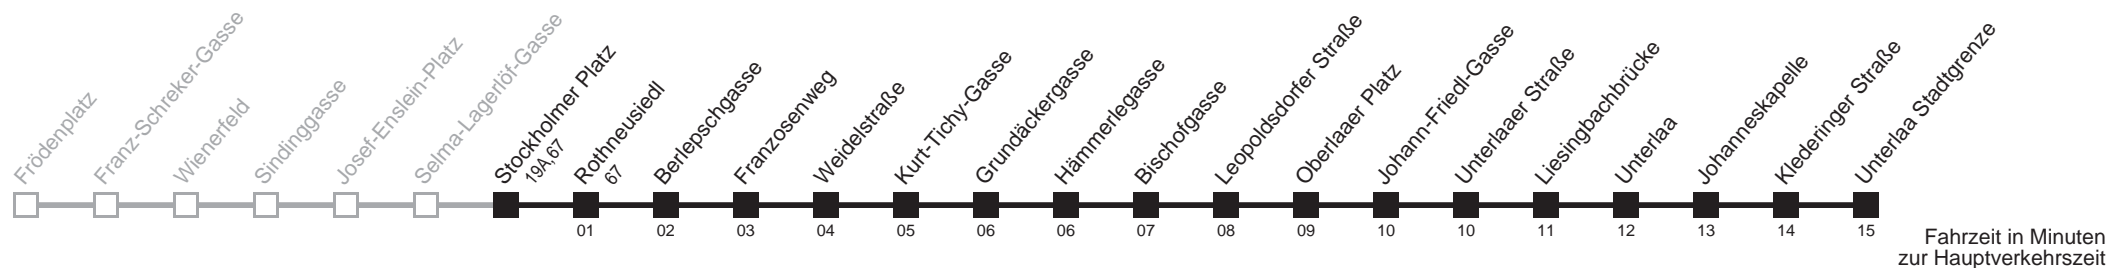 Frödenplatz
Franz-Schreker-Gasse
Wienerfeld
Sindinggasse
Josef-Enslein-Platz
Selma-Lagerlöf-Gasse
Stockholmer Platz
19A,67
Rothneusiedl
67
Berlepschgasse
Franzosenweg
Weidelstraße
Kurt-Tichy-Gasse
Grundäckergasse
Hämmerlegasse
Bischofgasse
Leopoldsdorfer Straße
Oberlaaer Platz
Johann-Friedl-Gasse
Unterlaaer Straße
Liesingbachbrücke
Unterlaa
Johanneskapelle
Klederinger Straße
Unterlaa Stadtgrenze
01 02 03 04 05 06 06 07 08 09 10 10 11 12 13 14 15
Fahrzeit in Minuten
zur Hauptverkehrszeit